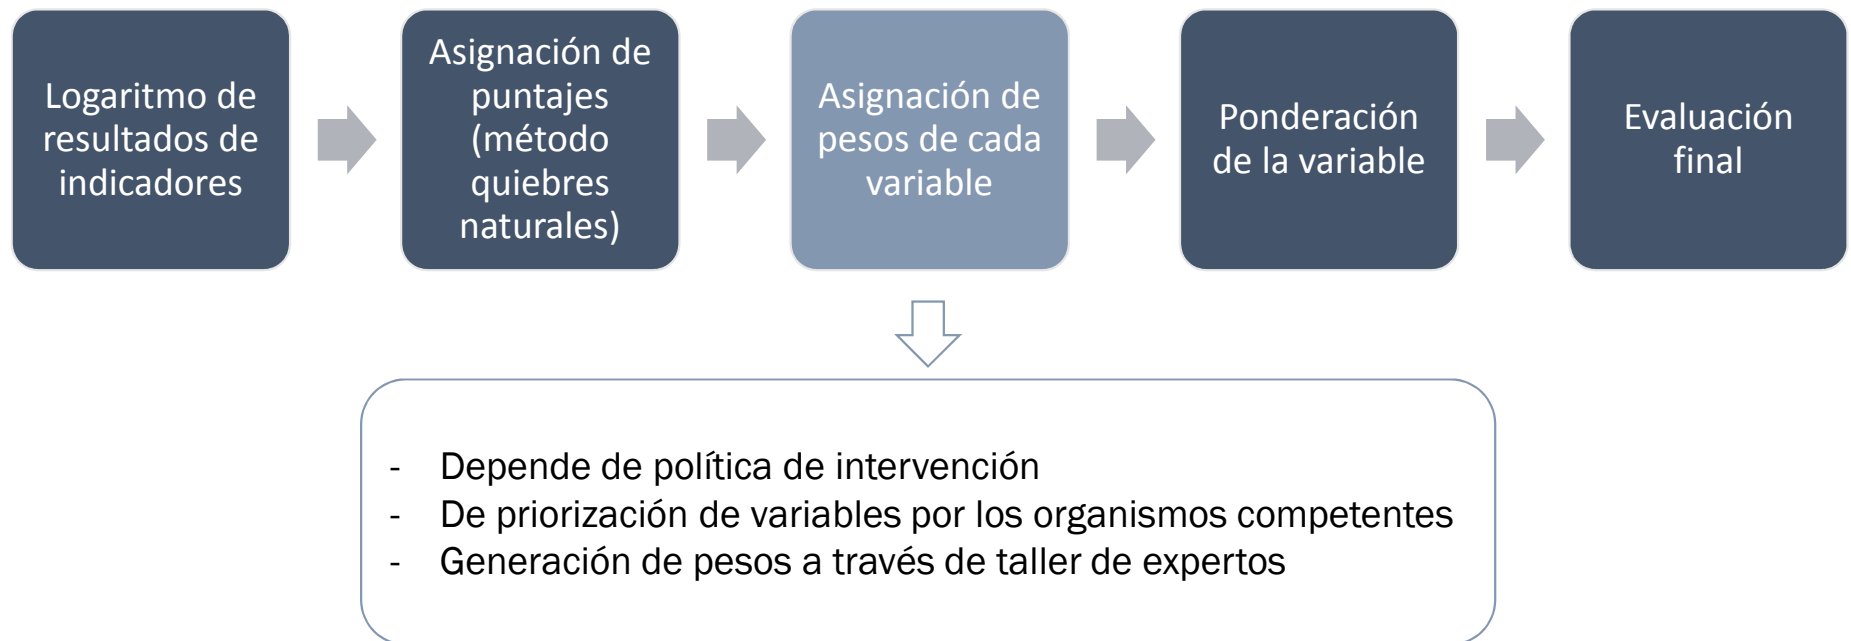 Logaritmo de
resultados de
indicadores
Asignación de
puntajes
(método
quiebres
naturales)
Asignación de
pesos de cada
variable
Ponderación
de la variable
Evaluación
final
- Depende de política de intervención
- De priorización de variables por los organismos competentes
- Generación de pesos a través de taller de expertos